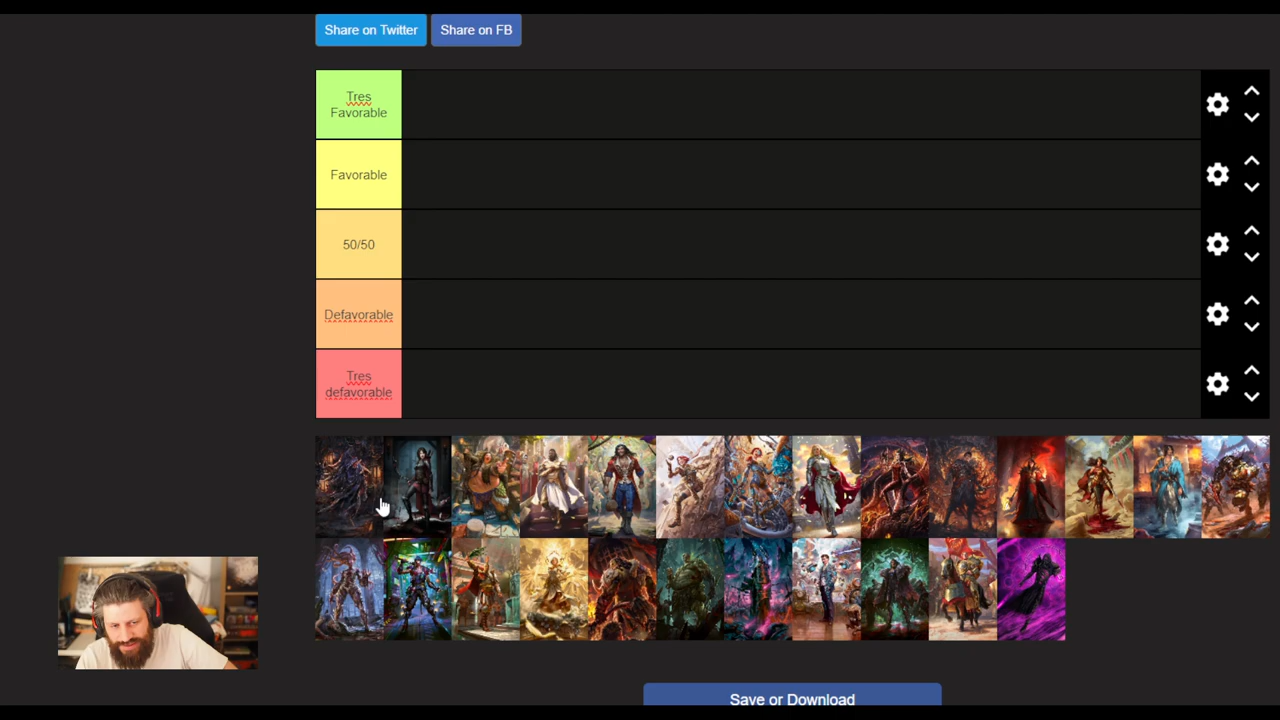 Share on Twitter
Share on FB
Tres
Favorable
Favorable
50/50
Defavorable
Tres
defavorable
Save or Download